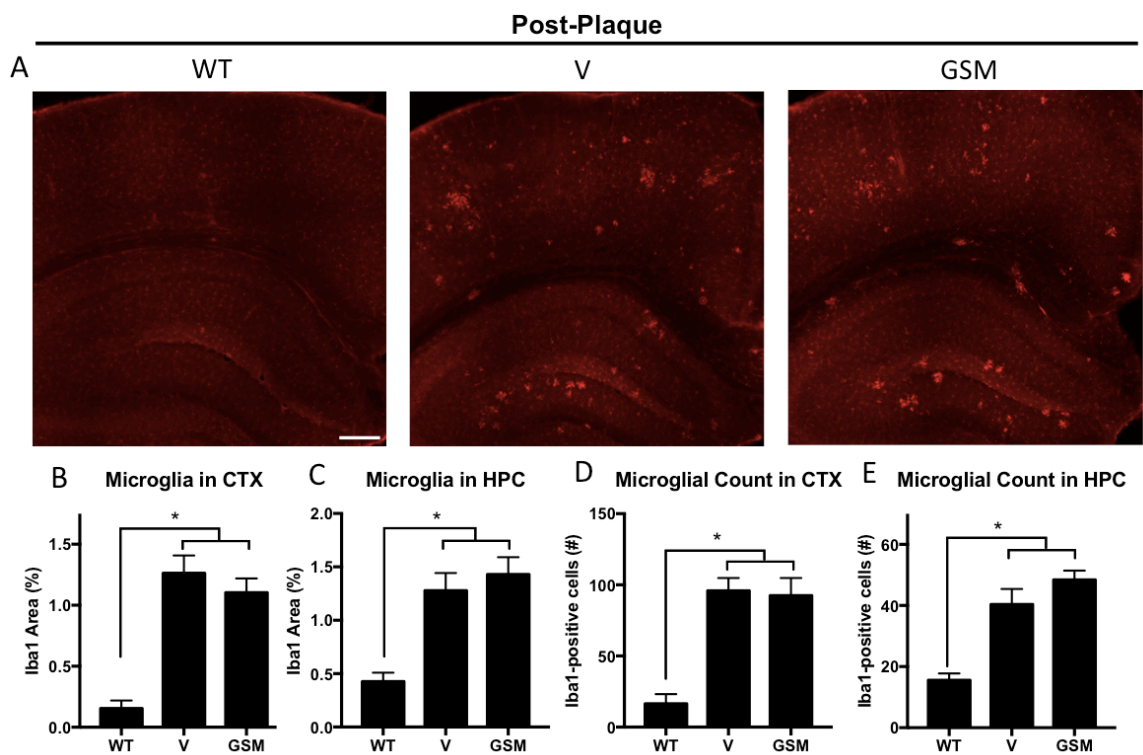 Post-Plaque
A WT V GSM
B Microglia in CTX
Iba1 Area (%)
1.5
1.0
0.5
0.0
*
WT V GSM
C Microglia in HPC
Iba1 Area (%)
2.0
1.5
1.0
0.5
0.0
*
WT V GSM
D Microglial Count in CTX
Iba1-positive cells (#)
150
100
50
0
*
WT V GSM
E Microglial Count in HPC
Iba1-positive cells (#)
60
40
20
0
*
WT V GSM